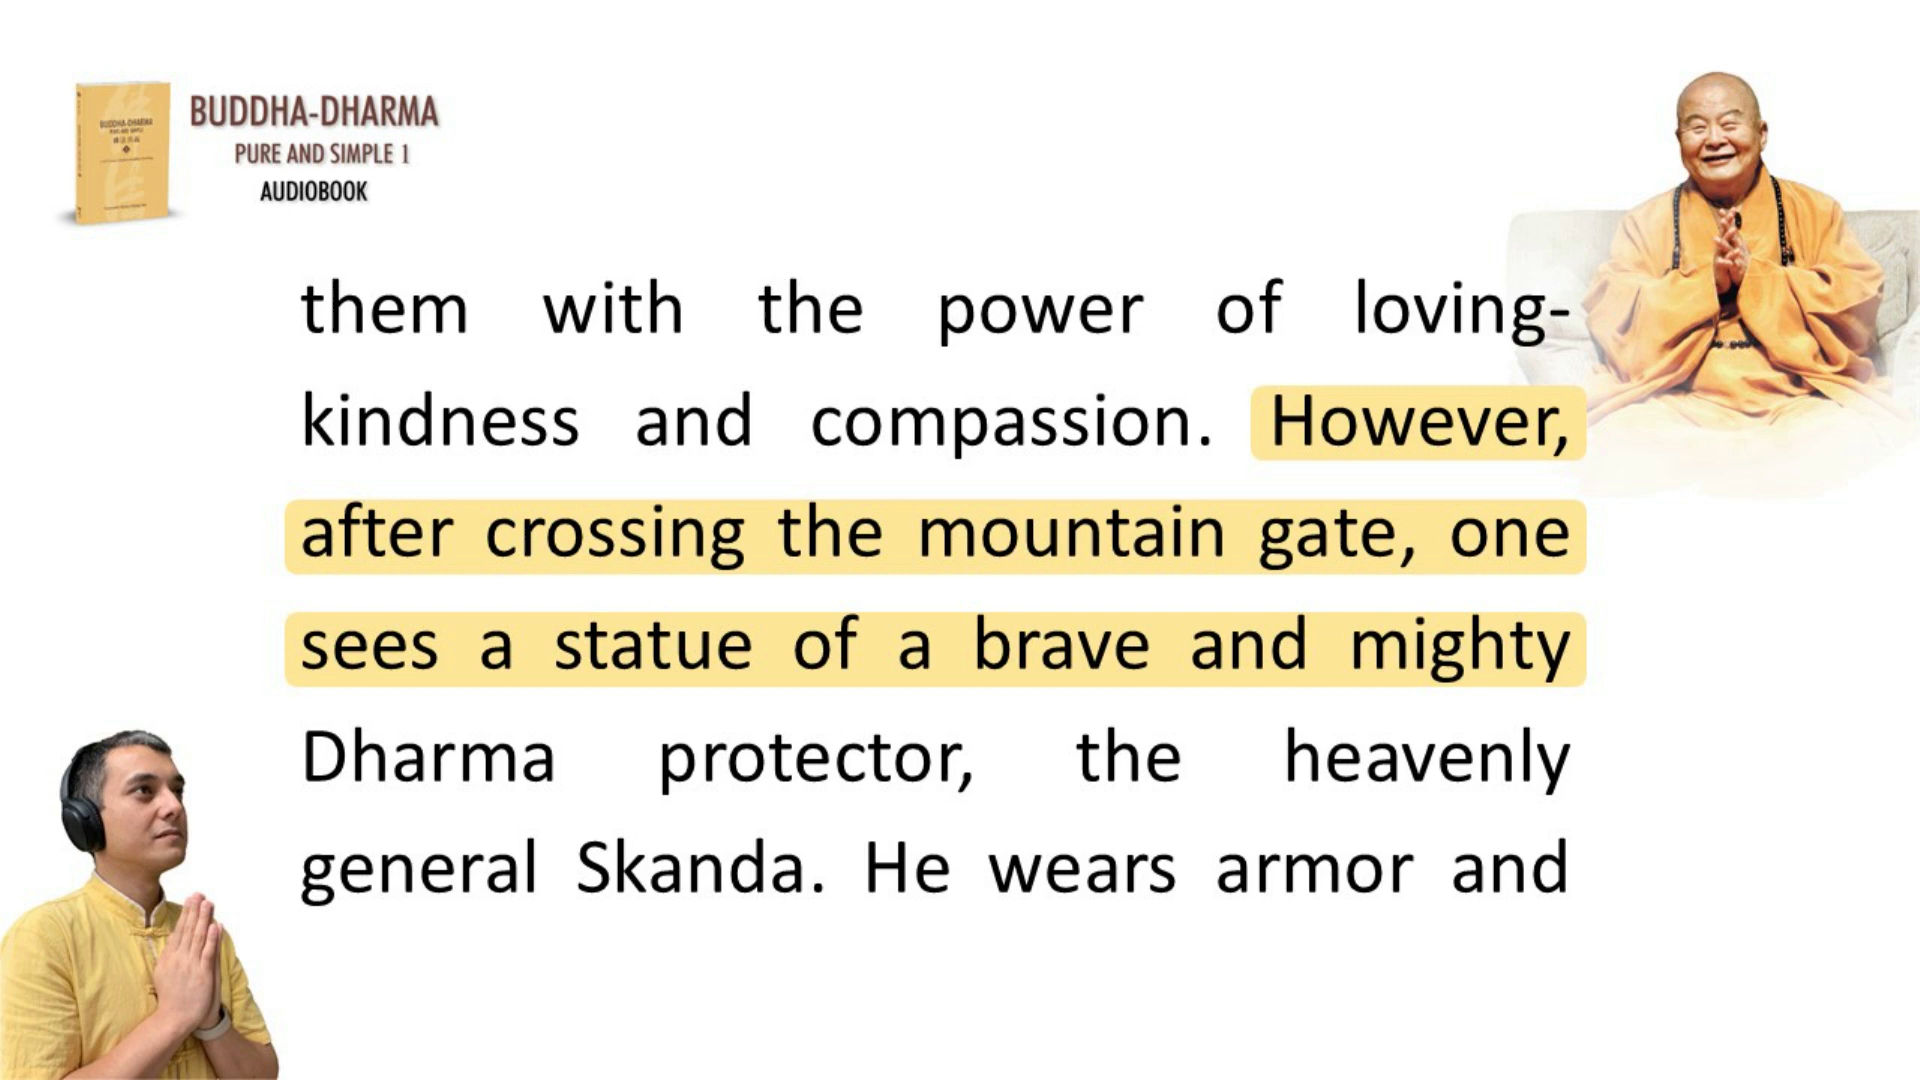 BUDDHA-DHARMA
PURE AND SIMPLE 1
AUDIOBOOK
BUDDHA-DHARMA
them with the power of loving-
kindness and compassion. However,
after crossing the mountain gate, one
sees a statue of a brave and mighty
Dharma protector, the heavenly
general Skanda. He wears armor and